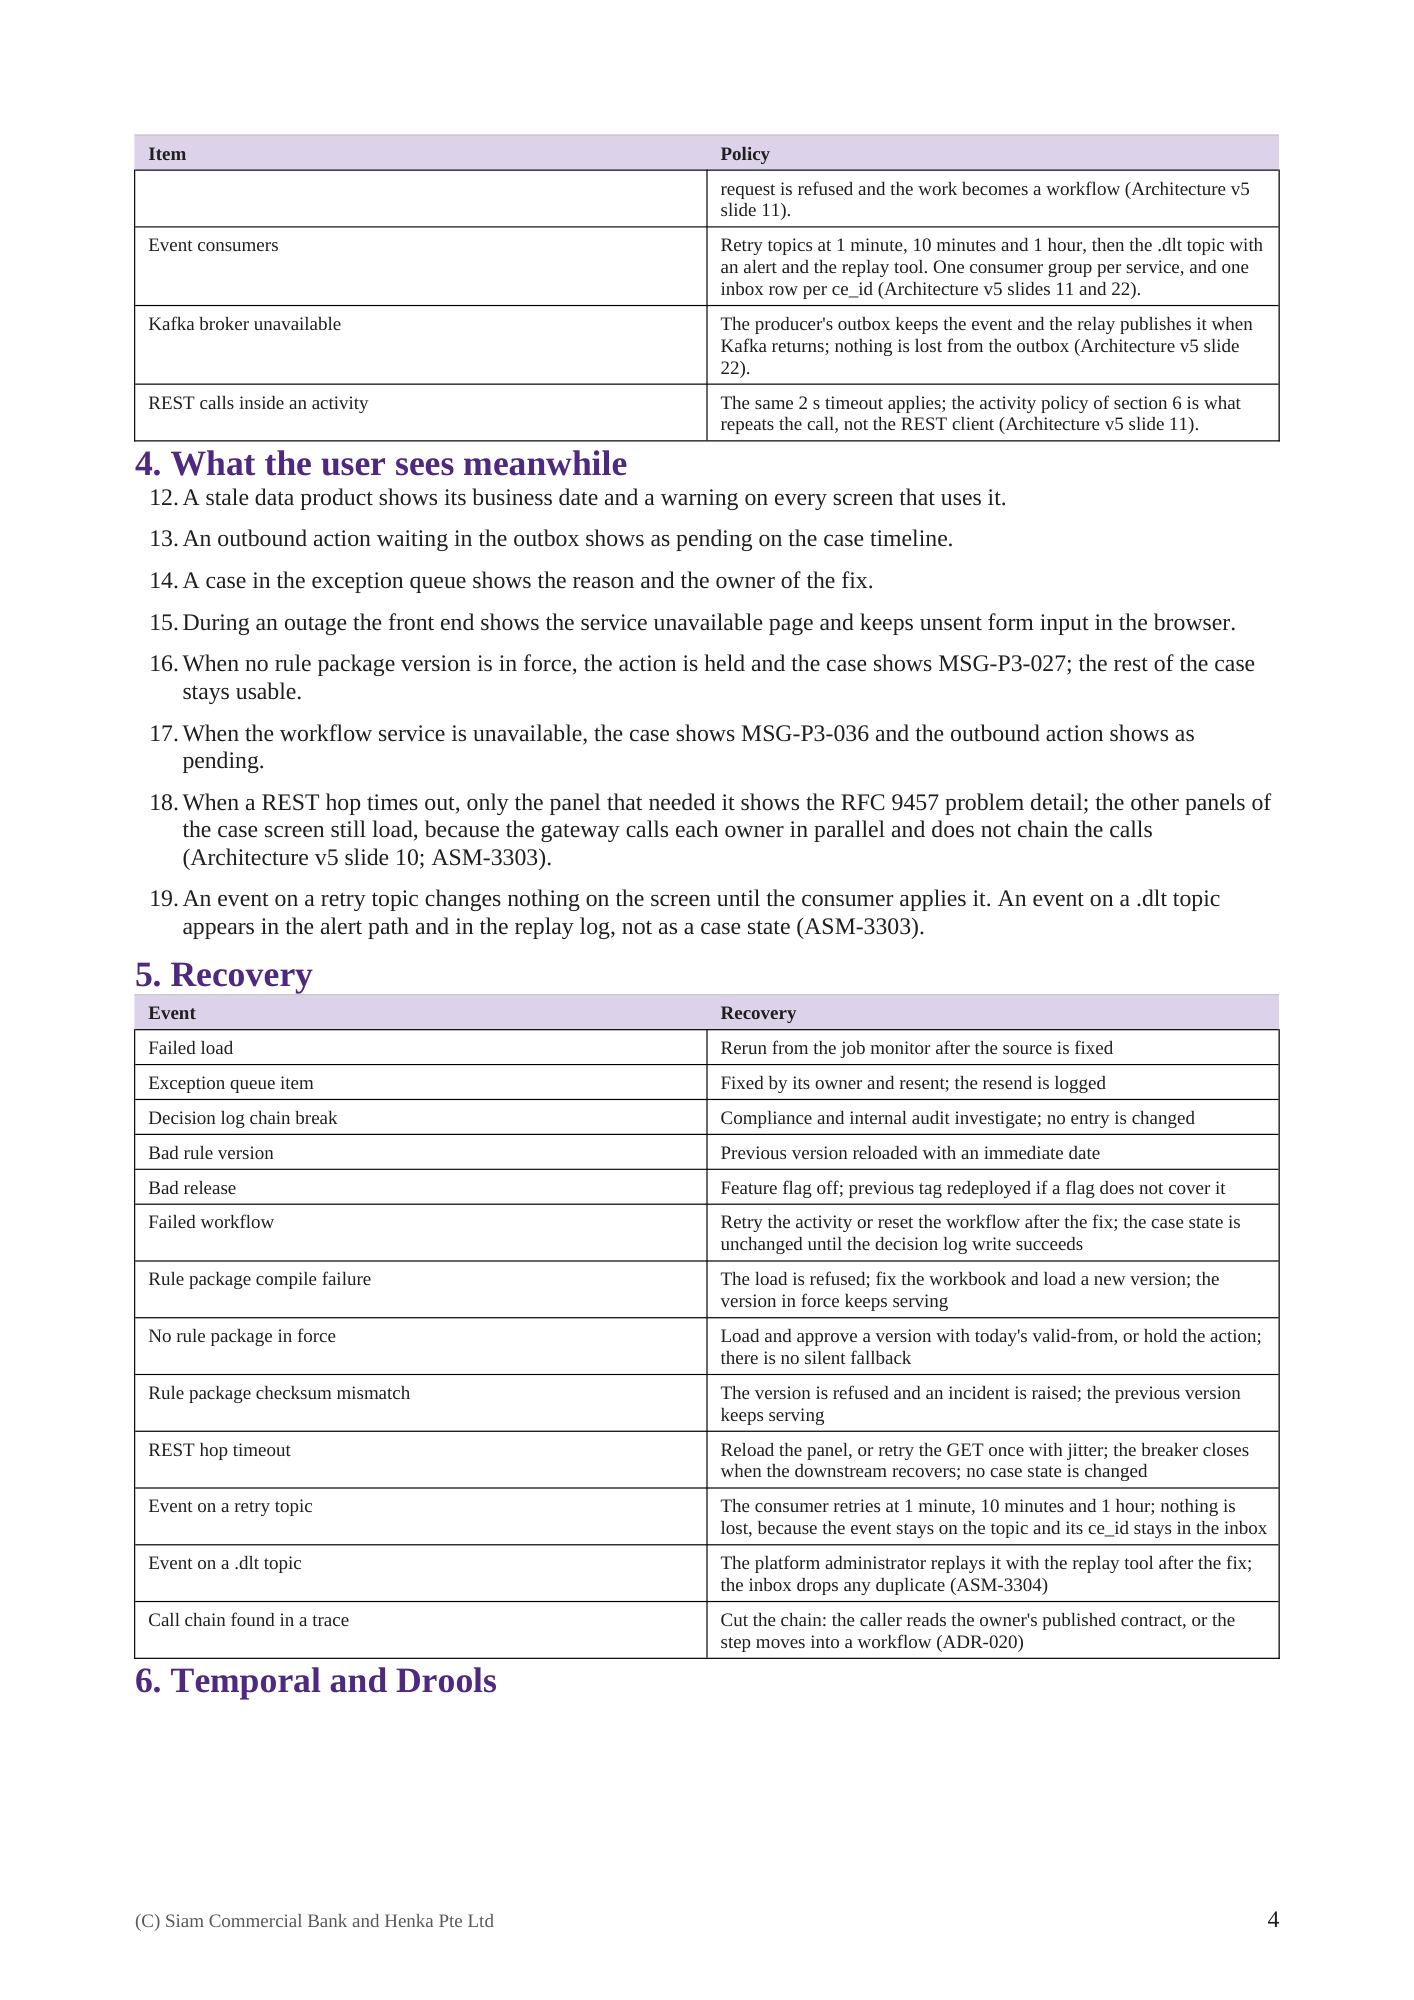 Item Policy
request is refused and the work becomes a workflow (Architecture v5
slide 11).
Event consumers
Retry topics at 1 minute, 10 minutes and 1 hour, then the .dlt topic with
an alert and the replay tool. One consumer group per service, and one
inbox row per ce_id (Architecture v5 slides 11 and 22).
Kafka broker unavailable
The producer's outbox keeps the event and the relay publishes it when
Kafka returns; nothing is lost from the outbox (Architecture v5 slide
22).
REST calls inside an activity
The same 2 s timeout applies; the activity policy of section 6 is what
repeats the call, not the REST client (Architecture v5 slide 11).
4. What the user sees meanwhile
12. A stale data product shows its business date and a warning on every screen that uses it.
13. An outbound action waiting in the outbox shows as pending on the case timeline.
14. A case in the exception queue shows the reason and the owner of the fix.
15. During an outage the front end shows the service unavailable page and keeps unsent form input in the browser.
16. When no rule package version is in force, the action is held and the case shows MSG-P3-027; the rest of the case
stays usable.
17. When the workflow service is unavailable, the case shows MSG-P3-036 and the outbound action shows as
pending.
18. When a REST hop times out, only the panel that needed it shows the RFC 9457 problem detail; the other panels of
the case screen still load, because the gateway calls each owner in parallel and does not chain the calls
(Architecture v5 slide 10; ASM-3303).
19. An event on a retry topic changes nothing on the screen until the consumer applies it. An event on a .dlt topic
appears in the alert path and in the replay log, not as a case state (ASM-3303).
5. Recovery
Event Recovery
Failed load Rerun from the job monitor after the source is fixed
Exception queue item Fixed by its owner and resent; the resend is logged
Decision log chain break Compliance and internal audit investigate; no entry is changed
Bad rule version Previous version reloaded with an immediate date
Bad release Feature flag off; previous tag redeployed if a flag does not cover it
Failed workflow
Retry the activity or reset the workflow after the fix; the case state is
unchanged until the decision log write succeeds
Rule package compile failure
The load is refused; fix the workbook and load a new version; the
version in force keeps serving
No rule package in force
Load and approve a version with today's valid-from, or hold the action;
there is no silent fallback
Rule package checksum mismatch
The version is refused and an incident is raised; the previous version
keeps serving
REST hop timeout
Reload the panel, or retry the GET once with jitter; the breaker closes
when the downstream recovers; no case state is changed
Event on a retry topic
The consumer retries at 1 minute, 10 minutes and 1 hour; nothing is
lost, because the event stays on the topic and its ce_id stays in the inbox
Event on a .dlt topic
The platform administrator replays it with the replay tool after the fix;
the inbox drops any duplicate (ASM-3304)
Call chain found in a trace
Cut the chain: the caller reads the owner's published contract, or the
step moves into a workflow (ADR-020)
6. Temporal and Drools
(C) Siam Commercial Bank and Henka Pte Ltd 4